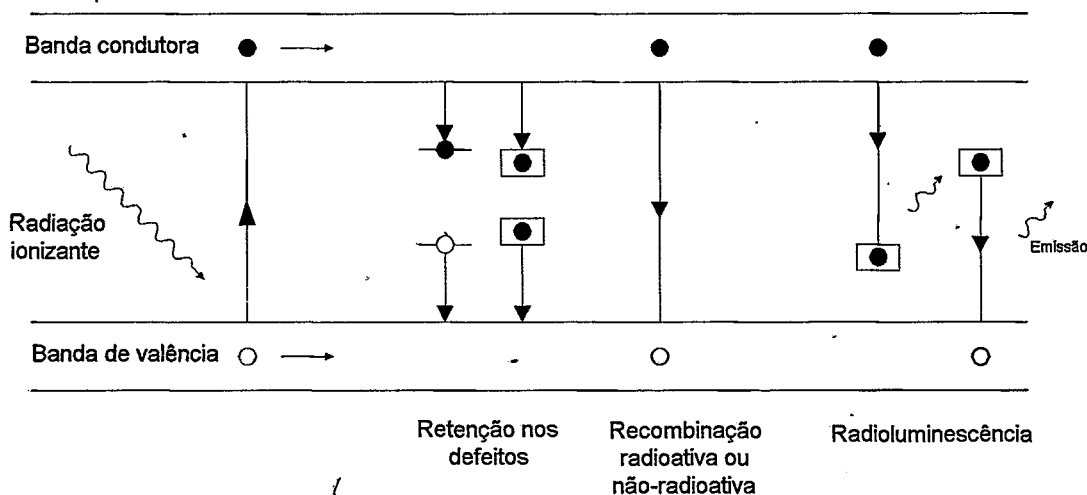 Banda condutora
Radiação
ionizante
Emissão
Banda de valência
Retenção nos
defeitos
Recombinação
radioativa ou
não-radioativa
Radioluminescência